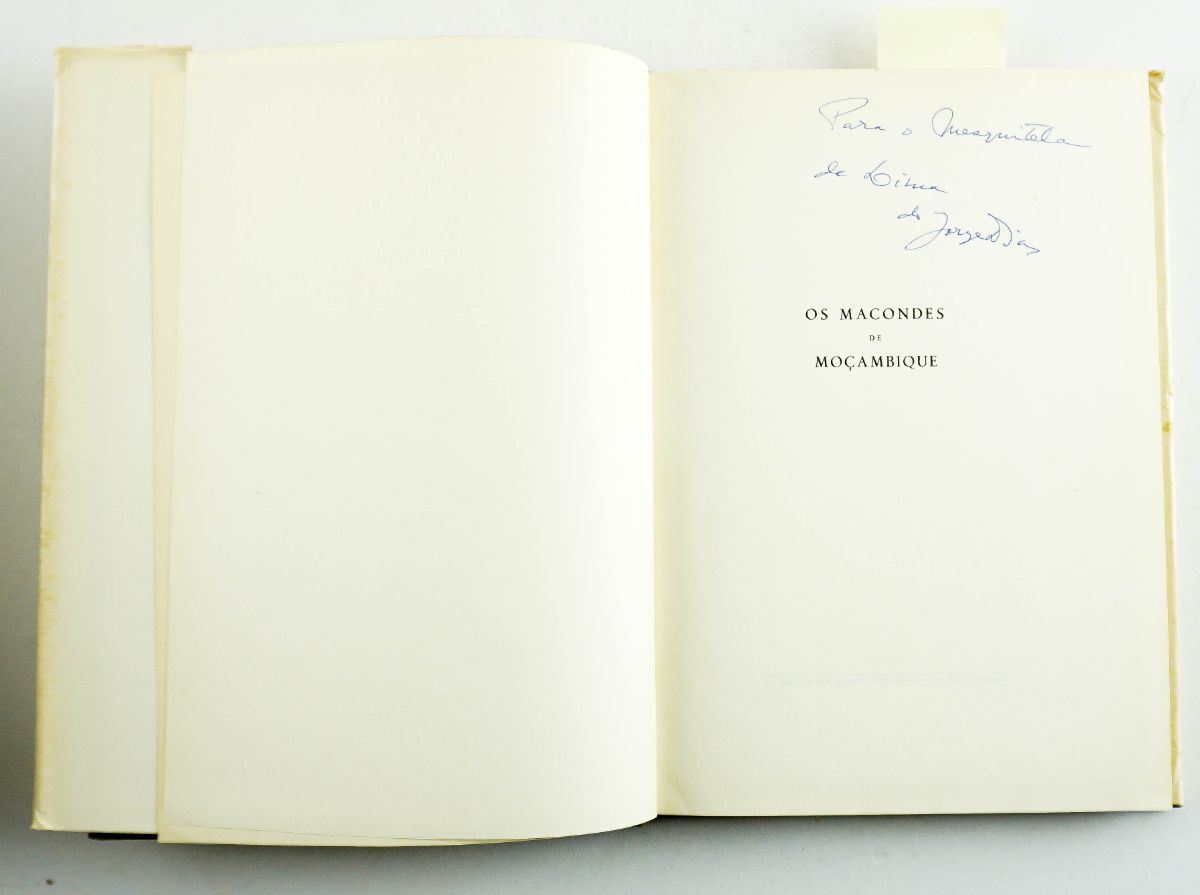 Para o Mesquitela
de Lima
do Jorge Dias
OS MACONDES
DE
MOÇAMBIQUE